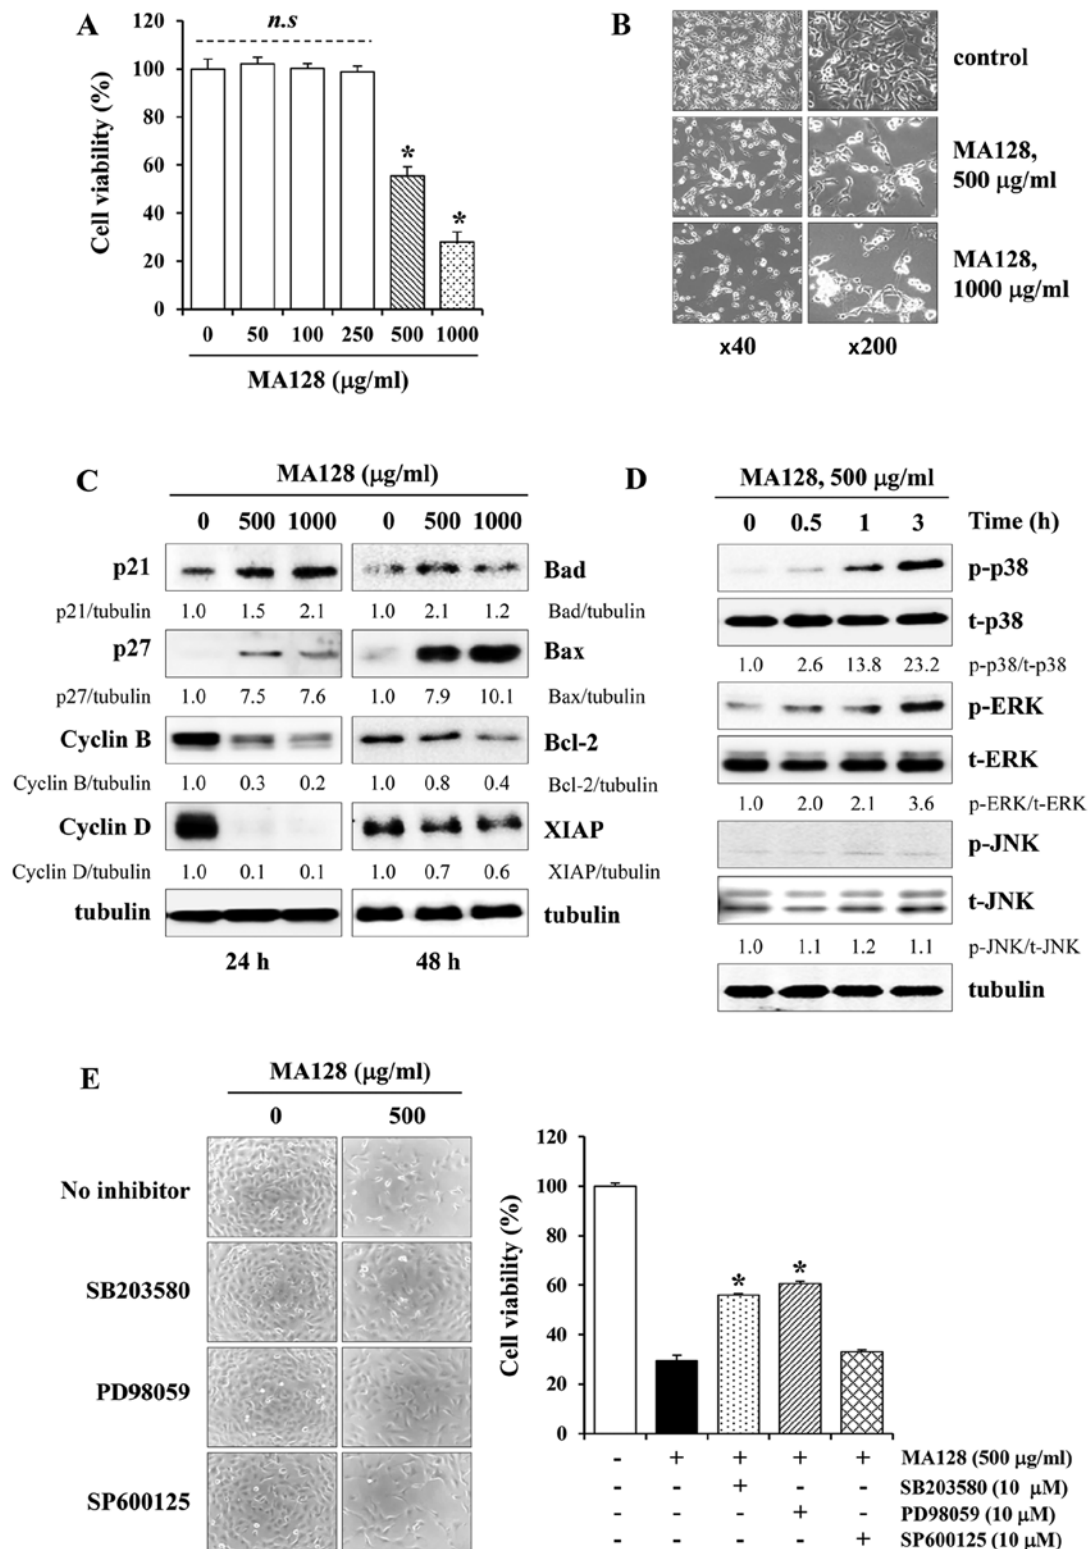 A
n.s
120
100
80
60
40
20
0
Cell viability (%)
*
*
0 50 100 250 500 1000
MA128 (µg/ml)
B
control
MA128,
500 µg/ml
MA128,
1000 µg/ml
x40 x200
C
MA128 (µg/ml)
0 500 1000 0 500 1000
p21 Bad
p21/tubulin 1.0 1.5 2.1 1.0 2.1 1.2 Bad/tubulin
p27 Bax
p27/tubulin 1.0 7.5 7.6 1.0 7.9 10.1 Bax/tubulin
Cyclin B Bcl-2
Cyclin B/tubulin 1.0 0.3 0.2 1.0 0.8 0.4 Bcl-2/tubulin
Cyclin D XIAP
Cyclin D/tubulin 1.0 0.1 0.1 1.0 0.7 0.6 XIAP/tubulin
tubulin tubulin
24 h 48 h
D
MA128, 500 µg/ml
0 0.5 1 3 Time (h)
p-p38
t-p38
1.0 2.6 13.8 23.2 p-p38/t-p38
p-ERK
t-ERK
1.0 2.0 2.1 3.6 p-ERK/t-ERK
p-JNK
t-JNK
1.0 1.1 1.2 1.1 p-JNK/t-JNK
tubulin
E
MA128 (µg/ml)
0 500
No inhibitor
SB203580
PD98059
SP600125
120
100
80
60
40
20
0
Cell viability (%)
* *
- + + + + MA128 (500 µg/ml)
- - + - - SB203580 (10 µM)
- - - + - PD98059 (10 µM)
- - - - + SP600125 (10 µM)